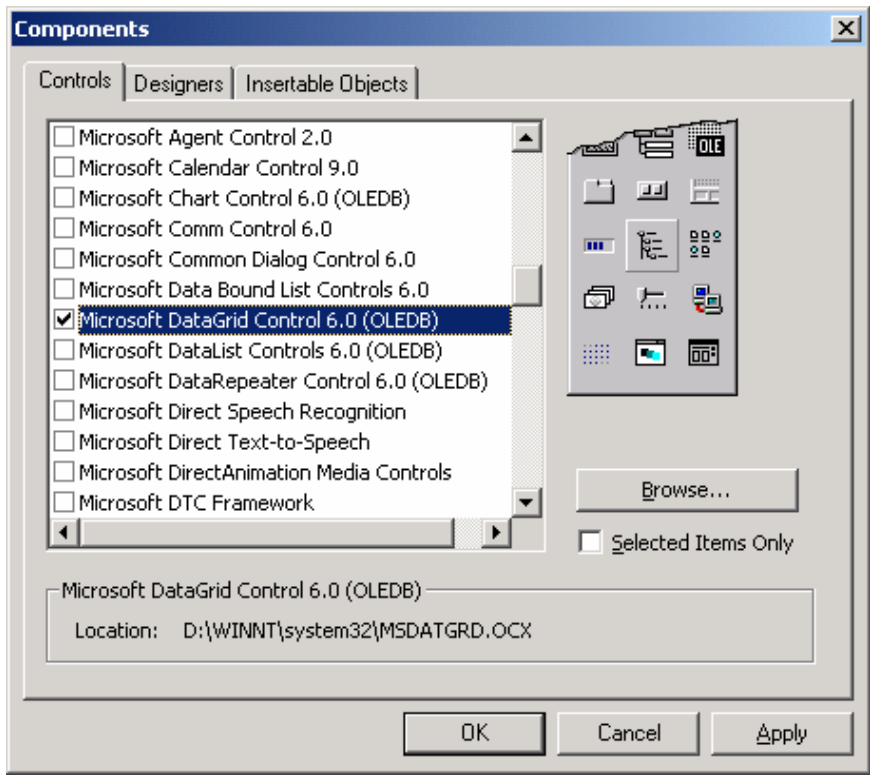 Components
Controls
Designers
Insertable Objects
Microsoft Agent Control 2.0
Microsoft Calendar Control 9.0
Microsoft Chart Control 6.0 (OLEDB)
Microsoft Comm Control 6.0
Microsoft Common Dialog Control 6.0
Microsoft Data Bound List Controls 6.0
Microsoft DataGrid Control 6.0 (OLEDB)
Microsoft DataList Controls 6.0 (OLEDB)
Microsoft DataRepeater Control 6.0 (OLEDB)
Microsoft Direct Speech Recognition
Microsoft Direct Text-to-Speech
Microsoft DirectAnimation Media Controls
Microsoft DTC Framework
OLE
Browse...
Selected Items Only
Microsoft DataGrid Control 6.0 (OLEDB)
Location: D:\WINNT\system32\MSDATGRD.OCX
OK
Cancel
Apply